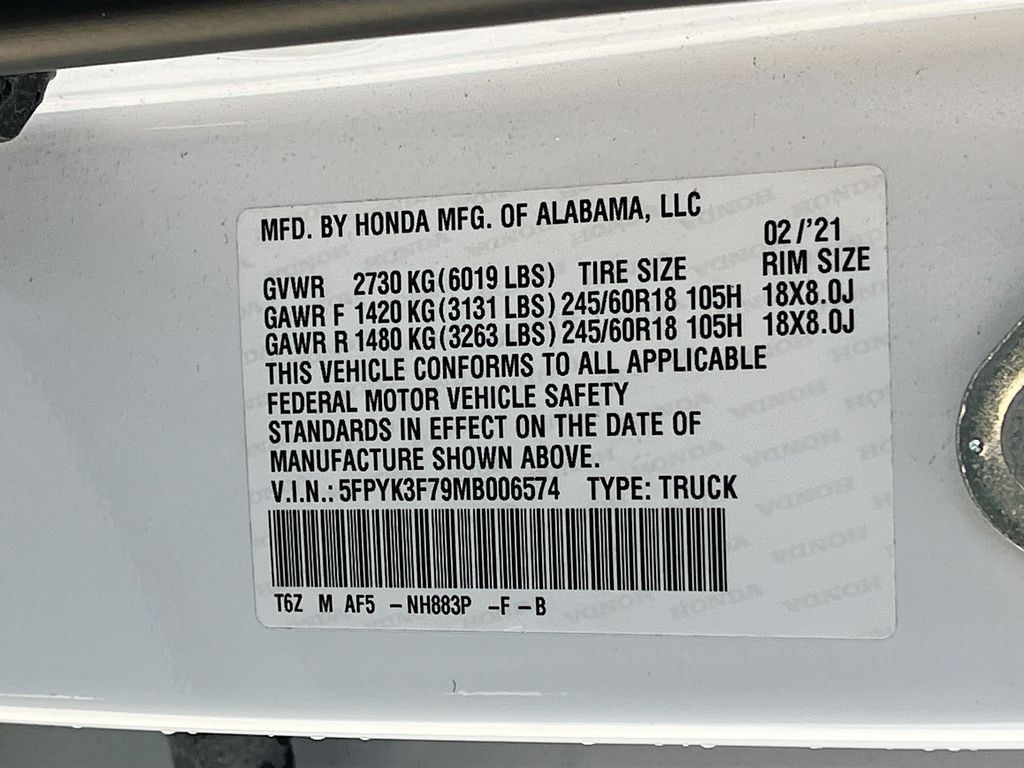 MFD. BY HONDA MFG. OF ALABAMA, LLC
02/'21
GVWR 2730 KG(6019 LBS) TIRE SIZE RIM SIZE
GAWR F 1420 KG(3131 LBS) 245/60R18 105H 18X8.0J
GAWR R 1480 KG(3263 LBS) 245/60R18 105H 18X8.0J
THIS VEHICLE CONFORMS TO ALL APPLICABLE
FEDERAL MOTOR VEHICLE SAFETY
STANDARDS IN EFFECT ON THE DATE OF
MANUFACTURE SHOWN ABOVE.
V.I.N.: 5FPYK3F79MB006574 TYPE: TRUCK
T6Z M AF5 -NH883P -F -B